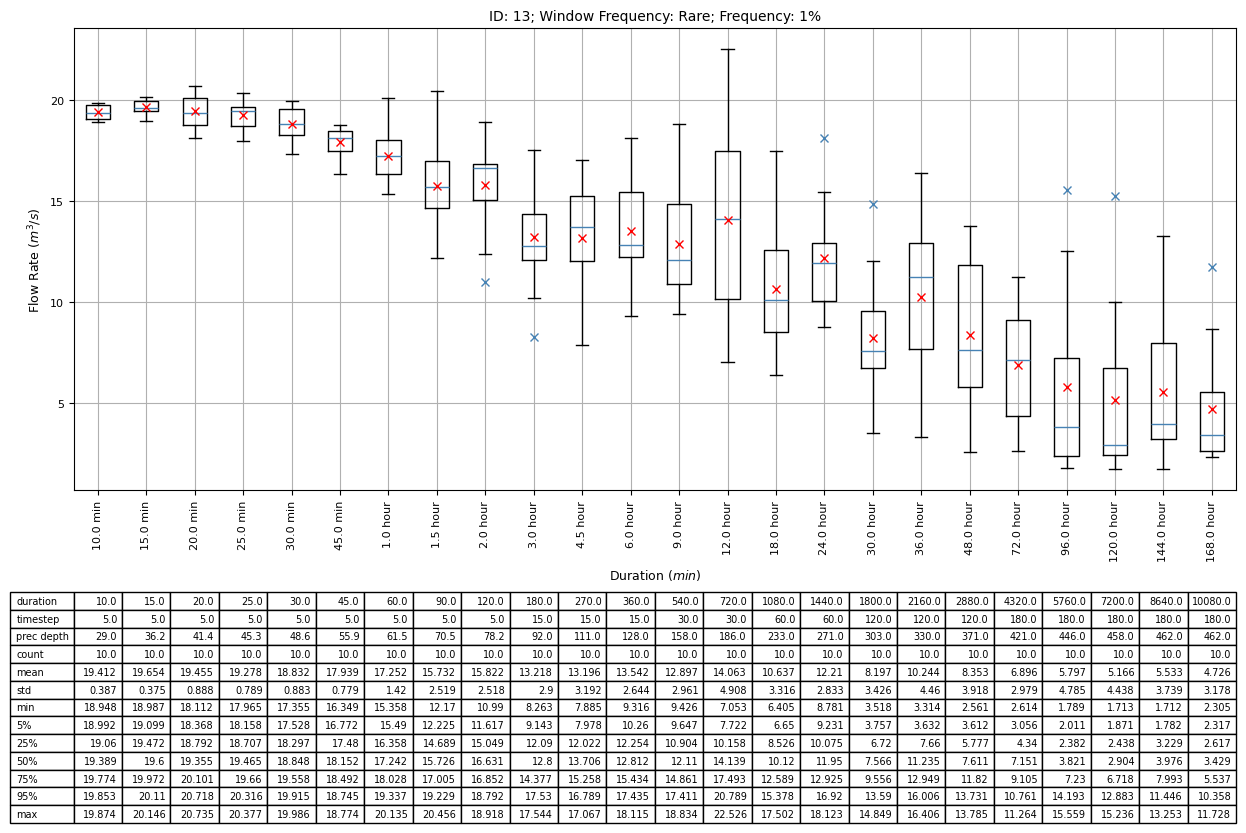 ID: 13; Window Frequency: Rare; Frequency: 1%
20
15
10
5
Flow Rate (m³/s)
10.0 min 15.0 min 20.0 min 25.0 min 30.0 min 45.0 min 1.0 hour 1.5 hour 2.0 hour 3.0 hour 4.5 hour 6.0 hour 9.0 hour 12.0 hour 18.0 hour 24.0 hour 30.0 hour 36.0 hour 48.0 hour 72.0 hour 96.0 hour 120.0 hour 144.0 hour 168.0 hour
Duration (min)
duration 10.0 15.0 20.0 25.0 30.0 45.0 60.0 90.0 120.0 180.0 270.0 360.0 540.0 720.0 1080.0 1440.0 1800.0 2160.0 2880.0 4320.0 5760.0 7200.0 8640.0 10080.0
timestep 5.0 5.0 5.0 5.0 5.0 5.0 5.0 5.0 5.0 15.0 15.0 15.0 30.0 30.0 60.0 60.0 120.0 120.0 120.0 180.0 180.0 180.0 180.0 180.0
prec depth 29.0 36.2 41.4 45.3 48.6 55.9 61.5 70.5 78.2 92.0 111.0 128.0 158.0 186.0 233.0 271.0 303.0 330.0 371.0 421.0 446.0 458.0 462.0 462.0
count 10.0 10.0 10.0 10.0 10.0 10.0 10.0 10.0 10.0 10.0 10.0 10.0 10.0 10.0 10.0 10.0 10.0 10.0 10.0 10.0 10.0 10.0 10.0 10.0
mean 19.412 19.654 19.455 19.278 18.832 17.939 17.252 15.732 15.822 13.218 13.196 13.542 12.897 14.063 10.637 12.21 8.197 10.244 8.353 6.896 5.797 5.166 5.533 4.726
std 0.387 0.375 0.888 0.789 0.883 0.779 1.42 2.519 2.518 2.9 3.192 2.644 2.961 4.908 3.316 2.833 3.426 4.46 3.918 2.979 4.785 4.438 3.739 3.178
min 18.948 18.987 18.112 17.965 17.355 16.349 15.358 12.17 10.99 8.263 7.885 9.316 9.426 7.053 6.405 8.781 3.518 3.314 2.561 2.614 1.789 1.713 1.712 2.305
5% 18.992 19.099 18.368 18.158 17.528 16.772 15.49 12.225 11.617 9.143 7.978 10.26 9.647 7.722 6.65 9.231 3.757 3.632 3.612 3.056 2.011 1.871 1.782 2.317
25% 19.06 19.472 18.792 18.707 18.297 17.48 16.358 14.689 15.049 12.09 12.022 12.254 10.904 10.158 8.526 10.075 6.72 7.66 5.777 4.34 2.382 2.438 3.229 2.617
50% 19.389 19.6 19.355 19.465 18.848 18.152 17.242 15.726 16.631 12.8 13.706 12.812 12.11 14.139 10.12 11.95 7.566 11.235 7.611 7.151 3.821 2.904 3.976 3.429
75% 19.774 19.972 20.101 19.66 19.558 18.492 18.028 17.005 16.852 14.377 15.258 15.434 14.861 17.493 12.589 12.925 9.556 12.949 11.82 9.105 7.23 6.718 7.993 5.537
95% 19.853 20.11 20.718 20.316 19.915 18.745 19.337 19.229 18.792 17.53 16.789 17.435 17.411 20.789 15.378 16.92 13.59 16.006 13.731 10.761 14.193 12.883 11.446 10.358
max 19.874 20.146 20.735 20.377 19.986 18.774 20.135 20.456 18.918 17.544 17.067 18.115 18.834 22.526 17.502 18.123 14.849 16.406 13.785 11.264 15.559 15.236 13.253 11.728